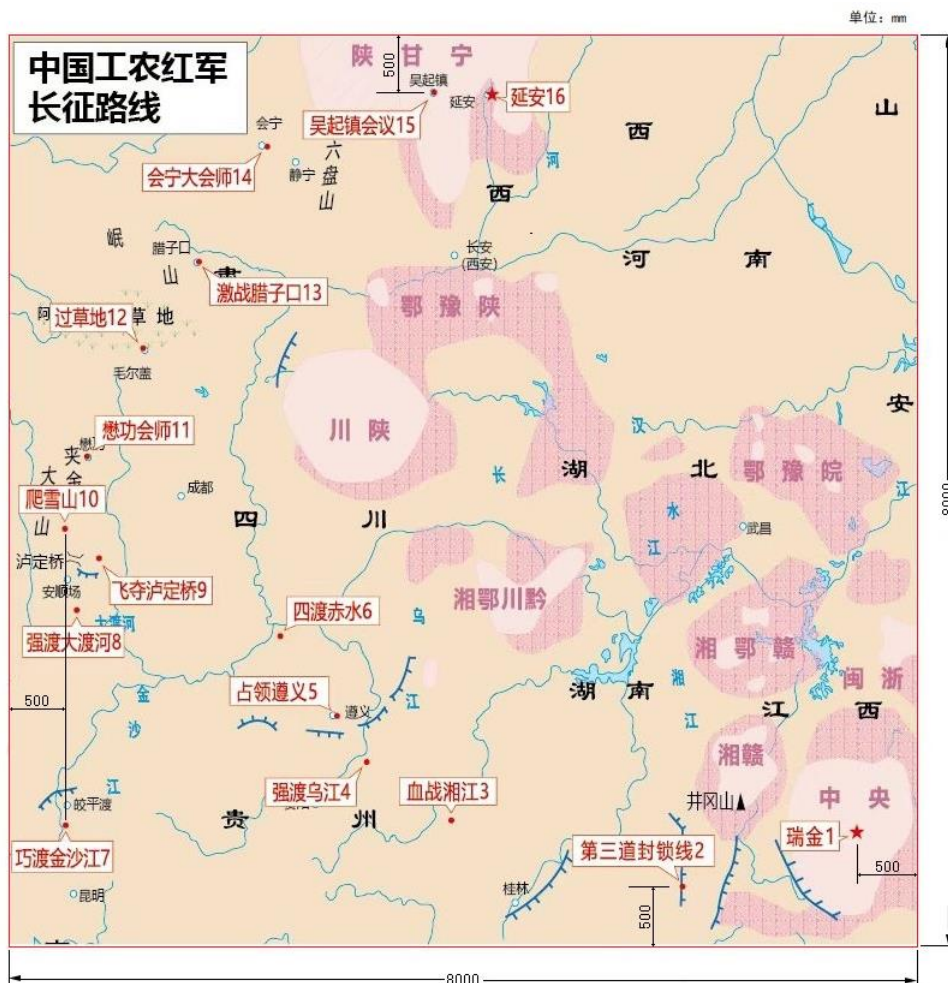 单位：mm
中国工农红军
长征路线
陕 甘 宁
500
吴起镇
延安
延安16
吴起镇会议15
山
西
会宁
会宁大会师14
静宁
六盘山
河
西
岷
山
腊子口
激战腊子口13
长安
(西安)
河 南
鄂 豫 陕
过草地12
草 地
毛尔盖
川 陕
安
汉
懋功会师11
夹金
大
山
爬雪山10
成都
四 川
长
湖 北
鄂 豫 皖
江
水
江
武昌
8000
泸定桥
飞夺泸定桥9
安顺场
大渡河
强渡大渡河8
四渡赤水6
乌
江
湘鄂川黔
湘 鄂 赣
闽 浙
湘
江
湖 南
江 西
500
金
沙
江
占领遵义5
遵义
强渡乌江4
血战湘江3
湘赣
中 央
井冈山
皎平渡
贵 州
巧渡金沙江7
第三道封锁线2
瑞金1
500
昆明
桂林
500
8000